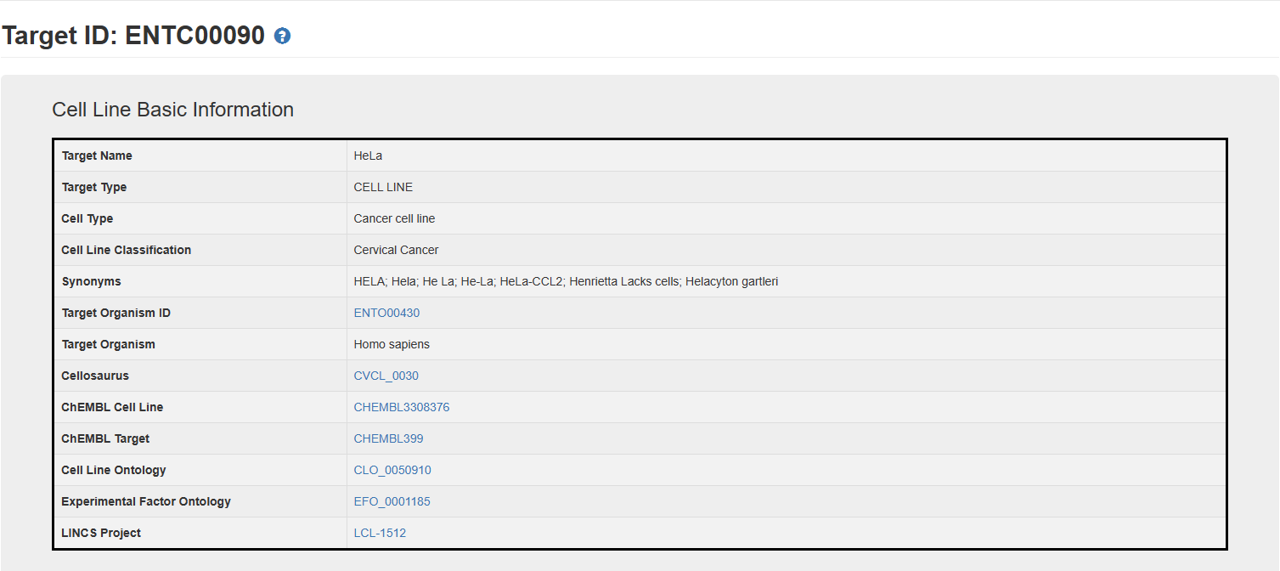 Target ID: ENTC00090 ?
Cell Line Basic Information
Target Name HeLa
Target Type CELL LINE
Cell Type Cancer cell line
Cell Line Classification Cervical Cancer
Synonyms HELA; Hela; He La; He-La; HeLa-CCL2; Henrietta Lacks cells; Helacyton gartleri
Target Organism ID ENTO00430
Target Organism Homo sapiens
Cellosaurus CVCL_0030
ChEMBL Cell Line CHEMBL3308376
ChEMBL Target CHEMBL399
Cell Line Ontology CLO_0050910
Experimental Factor Ontology EFO_0001185
LINCS Project LCL-1512